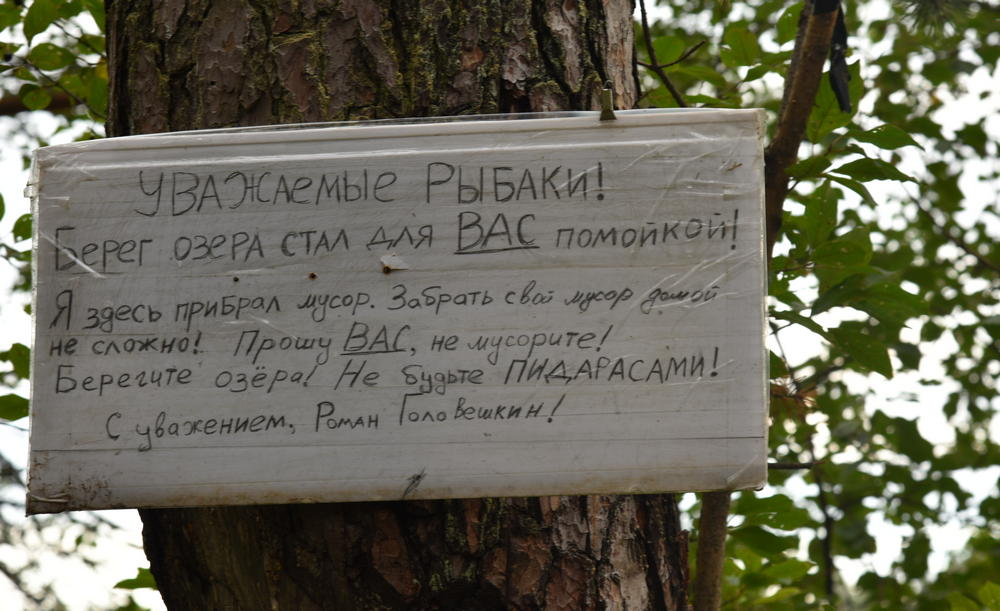 УВАЖАЕМЫЕ РЫБАКИ!
БЕРЕГ ОЗЕРА СТАЛ ДЛЯ ВАС ПОМОЙКОЙ!
Я здесь прибрал мусор. Забрать свой мусор домой
не сложно! Прошу ВАС, не мусорите!
Берегите озёра! Не будьте ПИДАРАСАМИ!
С уважением, Роман Головешкин!